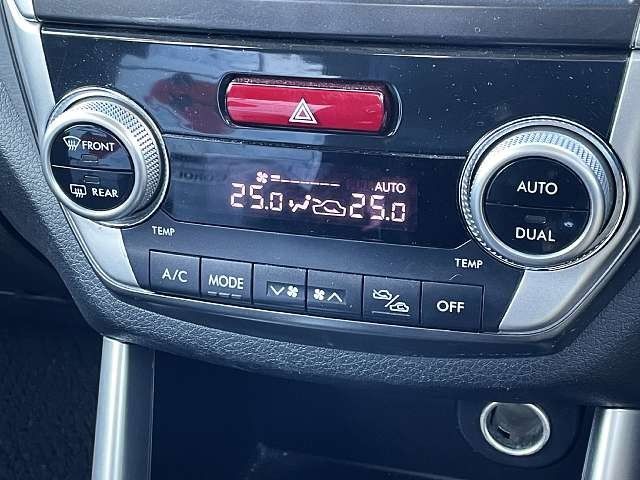 FRONT
REAR
AUTO
25.0 25.0
AUTO
DUAL
TEMP
TEMP
A/C MODE OFF